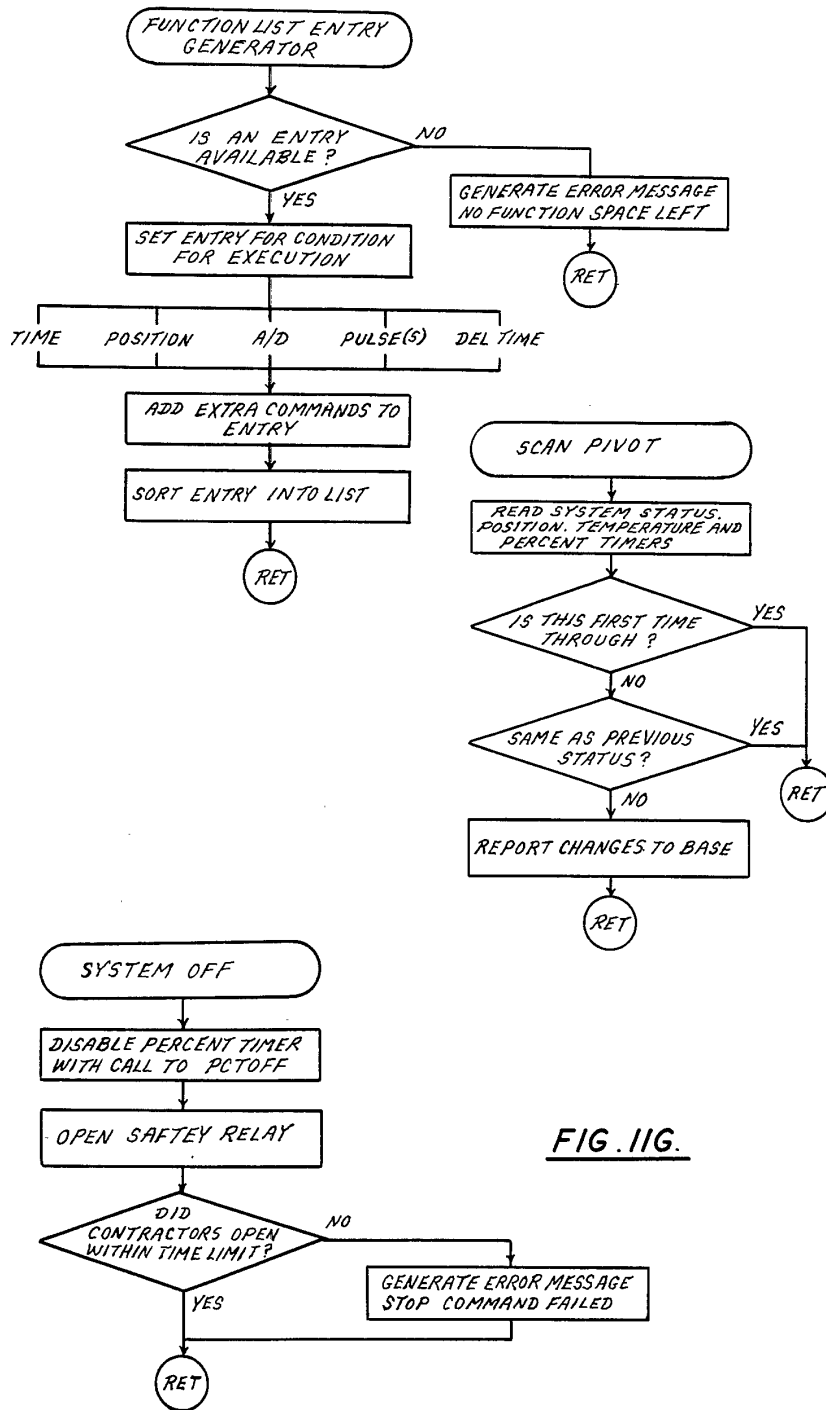 FUNCTION LIST ENTRY
GENERATOR
IS AN ENTRY
AVAILABLE?
NO
YES
GENERATE ERROR MESSAGE
NO FUNCTION SPACE LEFT
RET
SET ENTRY FOR CONDITION
FOR EXECUTION
TIME POSITION A/D PULSE(S) DEL TIME
ADD EXTRA COMMANDS TO
ENTRY
SORT ENTRY INTO LIST
RET
SCAN PIVOT
READ SYSTEM STATUS.
POSITION. TEMPERATURE AND
PERCENT TIMERS
IS THIS FIRST TIME
THROUGH?
YES
NO
SAME AS PREVIOUS
STATUS?
YES
RET
NO
REPORT CHANGES TO BASE
RET
SYSTEM OFF
DISABLE PERCENT TIMER
WITH CALL TO PCTOFF
OPEN SAFTEY RELAY
DID
CONTRACTORS OPEN
WITHIN TIME LIMIT?
NO
YES
GENERATE ERROR MESSAGE
STOP COMMAND FAILED
RET
FIG. 11G.